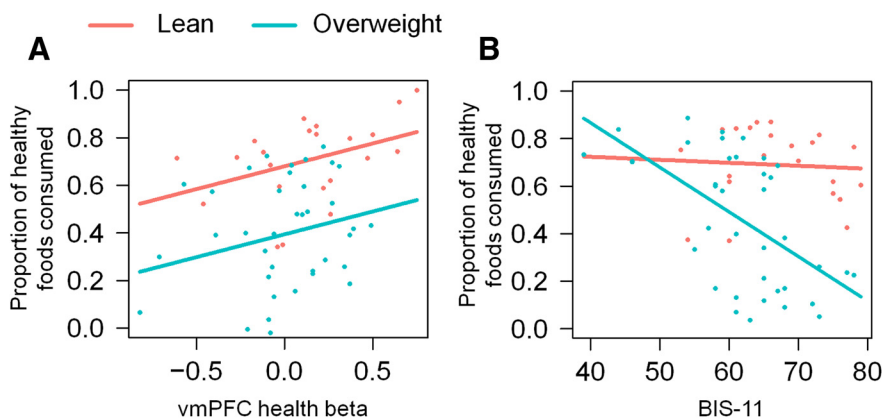 Lean Overweight
A
Proportion of healthy
foods consumed
1.0
0.8
0.6
0.4
0.2
0.0
−0.5 0.0 0.5
vmPFC health beta
B
Proportion of healthy
foods consumed
1.0
0.8
0.6
0.4
0.2
0.0
40 50 60 70 80
BIS-11